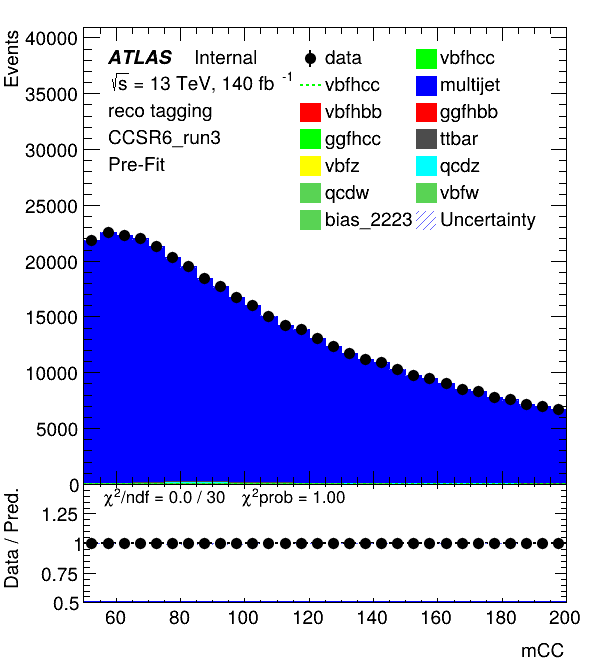 Events
40000
35000
30000
25000
20000
15000
10000
5000
0
ATLAS Internal
√s = 13 TeV, 140 fb⁻¹
reco tagging
CCSR6_run3
Pre-Fit
data
vbfhcc
vbfhcc
multijet
vbfhbb
ggfhbb
ggfhcc
ttbar
vbfz
qcdz
qcdw
vbfw
bias_2223
Uncertainty
χ²/ndf = 0.0 / 30 χ²prob = 1.00
Data / Pred.
1.25
1
0.75
0.5
60 80 100 120 140 160 180 200
mCC